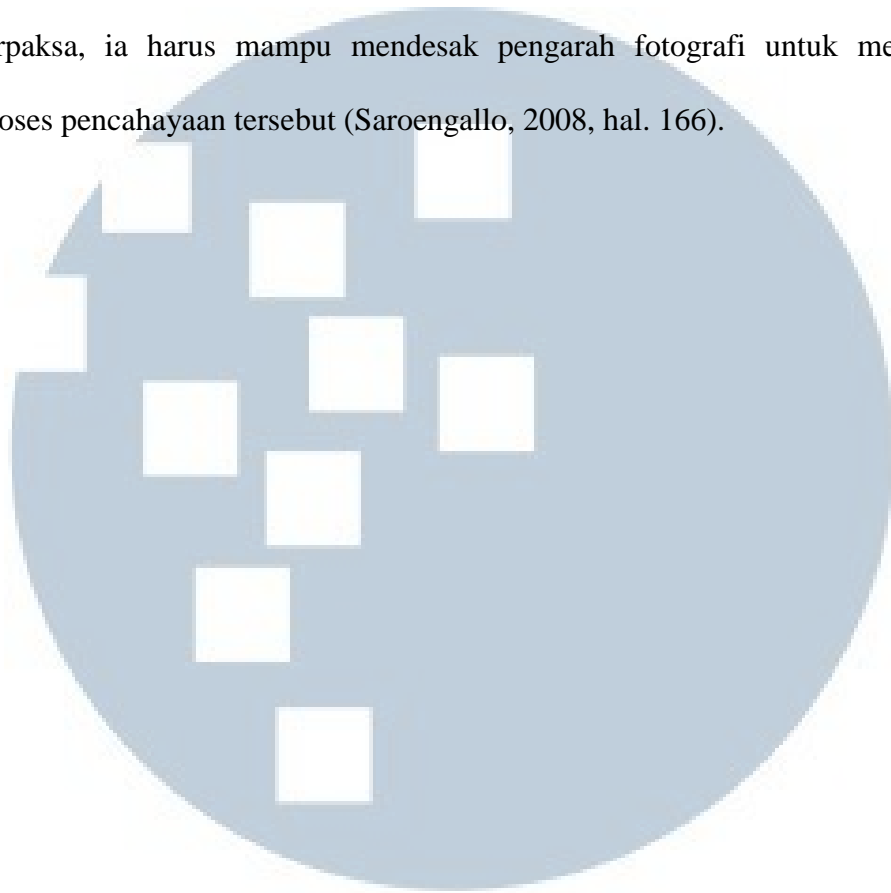 rpaksa, ia harus mampu mendesak pengarah fotografi untuk me
oses pencahayaan tersebut (Saroengallo, 2008, hal. 166).